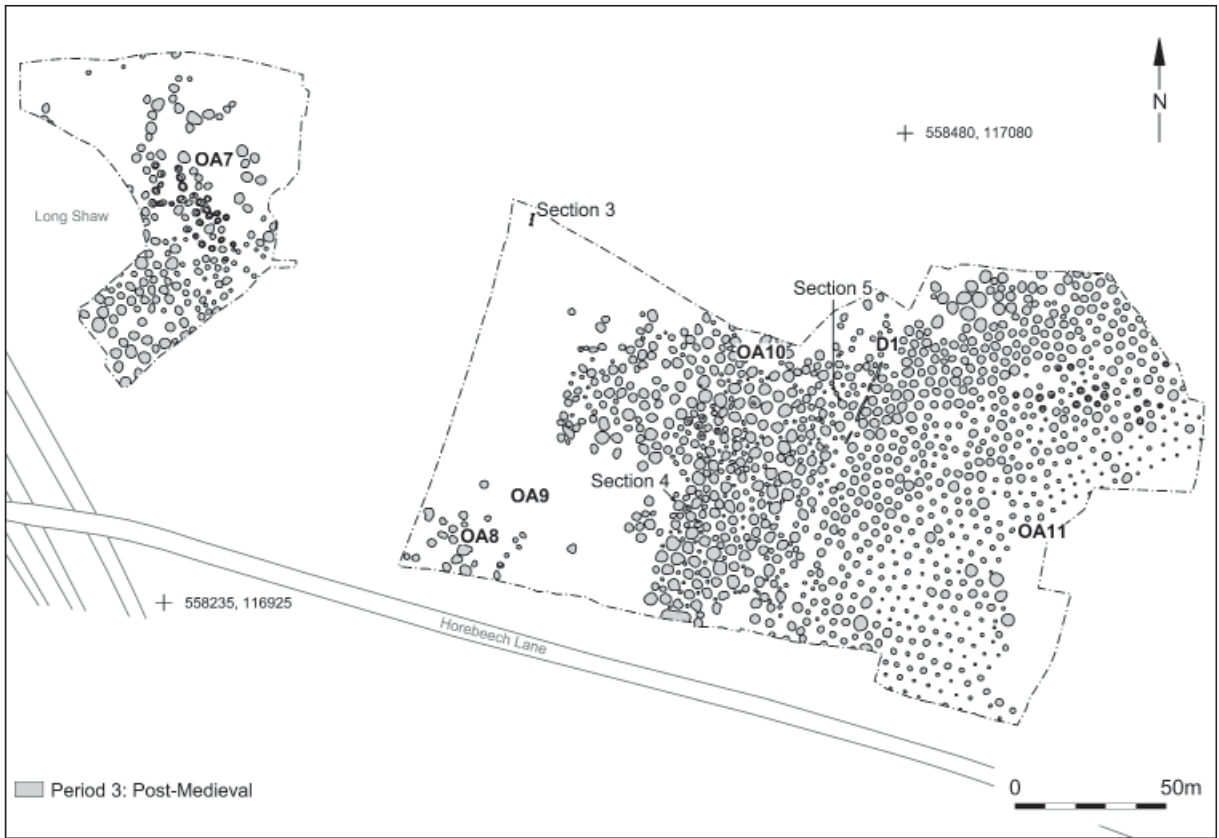 N
558480, 117080
OA7
Long Shaw
Section 3
Section 5
OA10
D1
Section 4
OA9
OA8
OA11
558235, 116925
Horebeech Lane
Period 3: Post-Medieval
0 50m